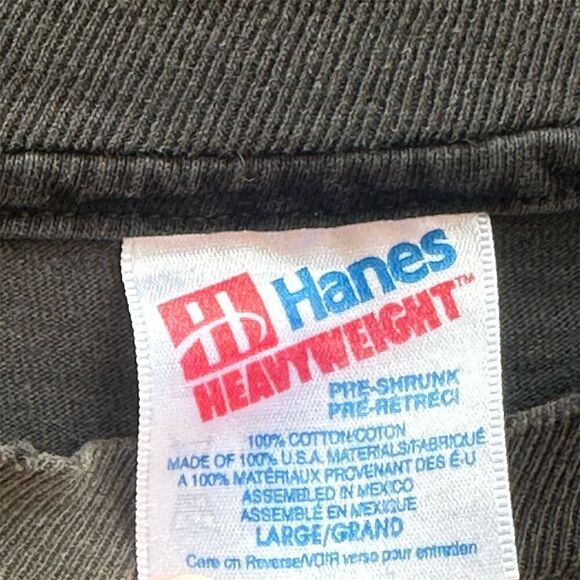 Hanes
HEAVYWEIGHT™
PRE-SHRUNK
PRÉ-RÉTRÉCI
100% COTTON/COTON
MADE OF 100% U.S.A. MATERIALS/FABRIQUÉ
A 100% MATÉRIAUX PROVENANT DES É-U
ASSEMBLED IN MEXICO
ASSEMBLÉ EN MEXIQUE
LARGE/GRAND
Care on Reverse/VOIR verso pour entretien